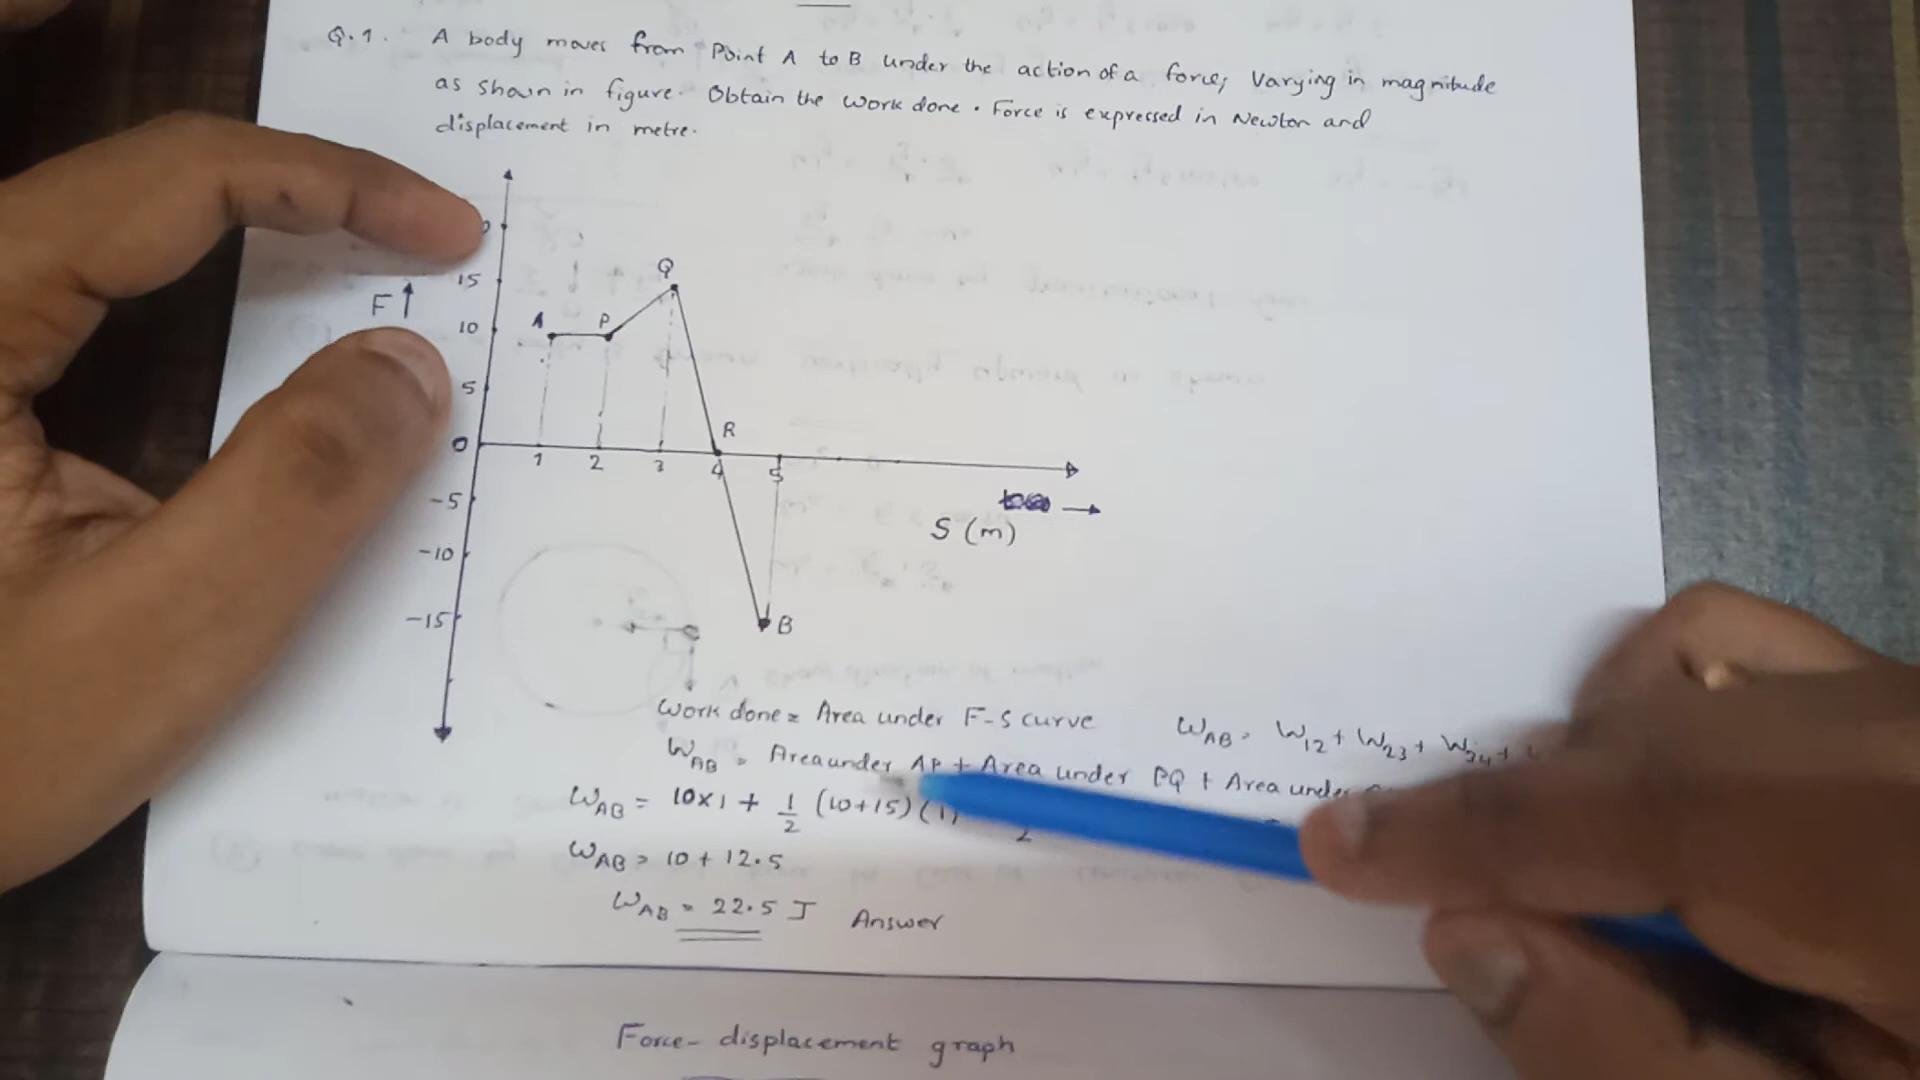 Q.1. A body moves from Point A to B under the action of a force, varying in magnitude
as shown in figure. Obtain the work done. Force is expressed in Newton and
displacement in metre.
15
F
10
5
0
-5
-10
-15
A
P
Q
R
B
1 2 3 4 5
S (m)
Work done = Area under F-S curve
W_AB = W_12 + W_23 + W_34 +
W_AB = Area under AP + Area under PQ + Area under
W_AB = 10×1 + 1/2 (10+15) (1)
2
W_AB = 10 + 12.5
W_AB = 22.5 J Answer
Force-displacement graph